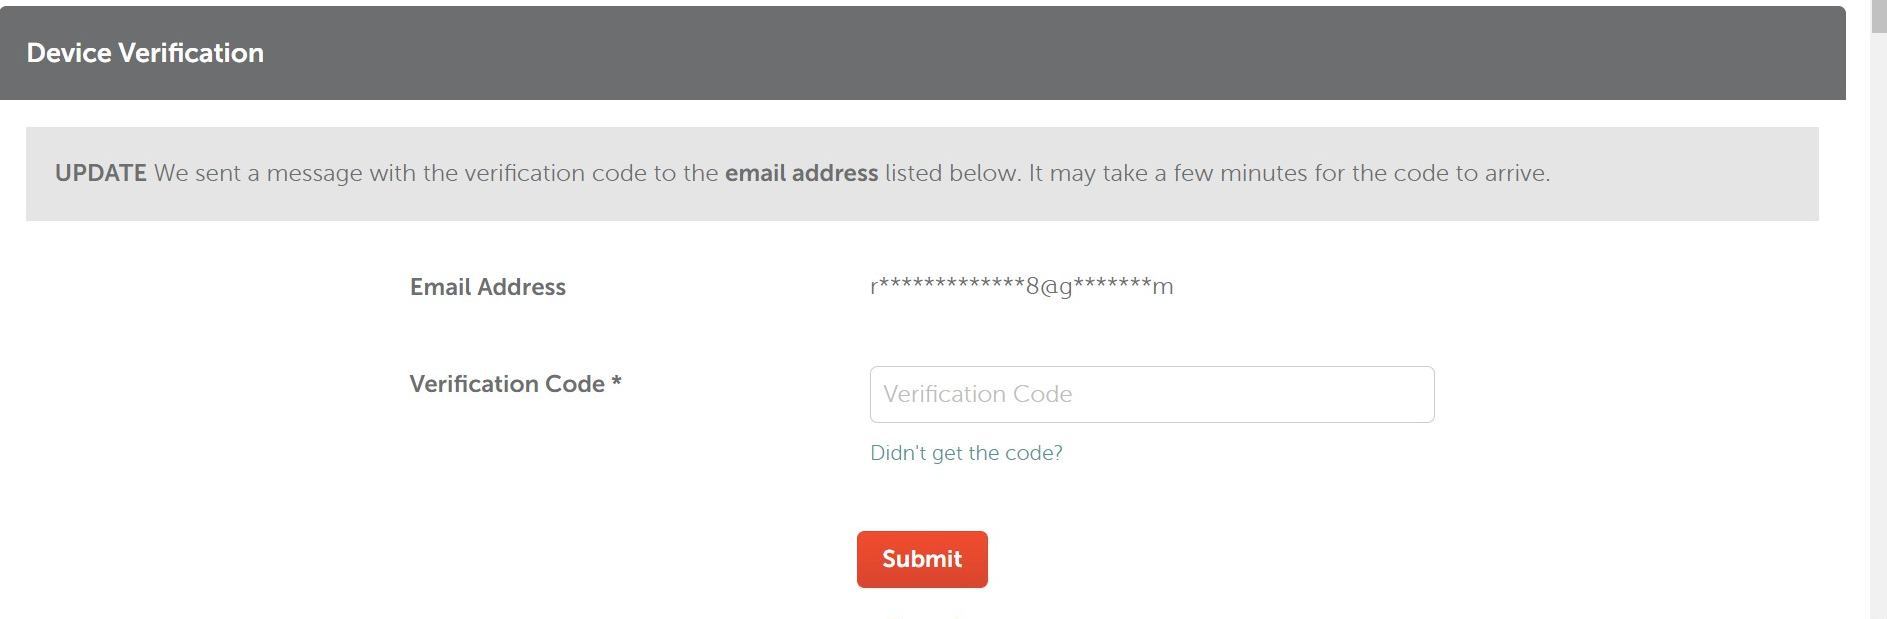 Device Verification
UPDATE We sent a message with the verification code to the email address listed below. It may take a few minutes for the code to arrive.
Email Address r*************8@g*******m
Verification Code * Verification Code
Didn't get the code?
Submit